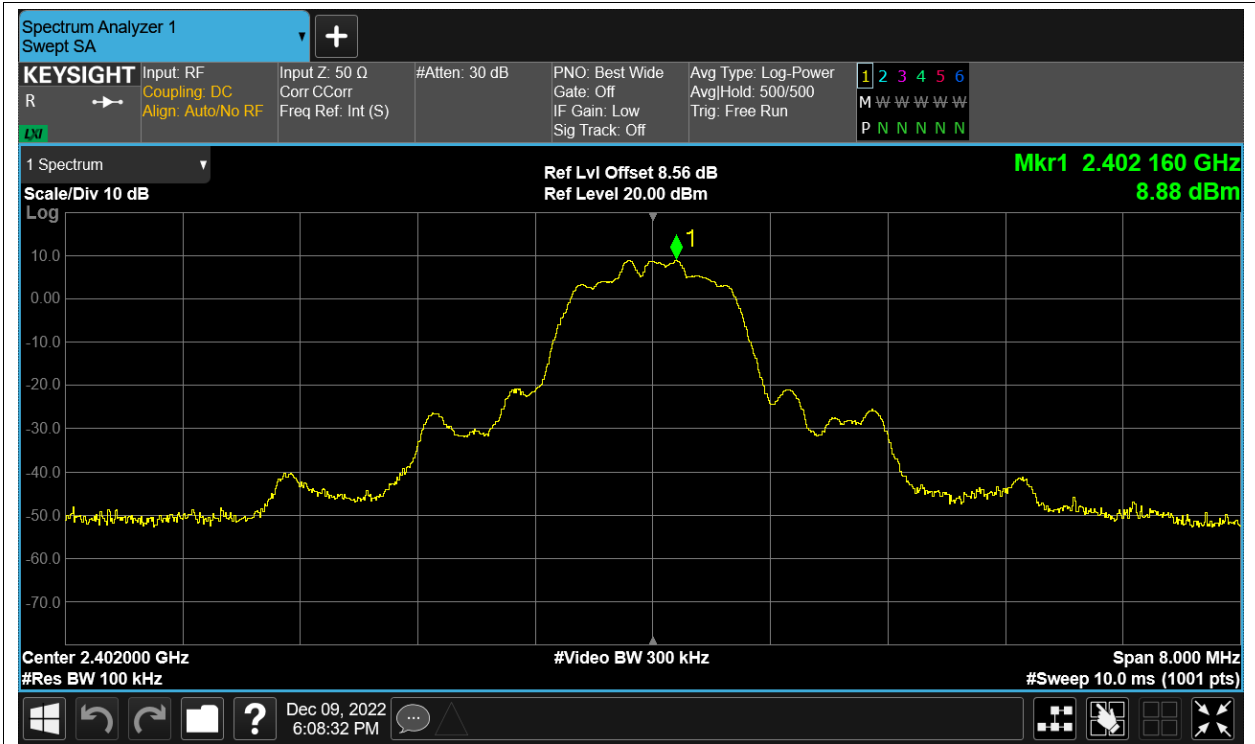 Spectrum Analyzer 1
Swept SA
KEYSIGHT
R
LXI
Input: RF
Coupling: DC
Align: Auto/No RF
Input Z: 50 Ω
Corr CCorr
Freq Ref: Int (S)
#Atten: 30 dB
PNO: Best Wide
Gate: Off
IF Gain: Low
Sig Track: Off
Avg Type: Log-Power
Avg|Hold: 500/500
Trig: Free Run
1 2 3 4 5 6
M W W W W W
P N N N N N
1 Spectrum
Scale/Div 10 dB
Log
Ref Lvl Offset 8.56 dB
Ref Level 20.00 dBm
Mkr1 2.402 160 GHz
8.88 dBm
1
10.0
0.00
-10.0
-20.0
-30.0
-40.0
-50.0
-60.0
-70.0
Center 2.402000 GHz
#Res BW 100 kHz
#Video BW 300 kHz
Span 8.000 MHz
#Sweep 10.0 ms (1001 pts)
?
Dec 09, 2022
6:08:32 PM